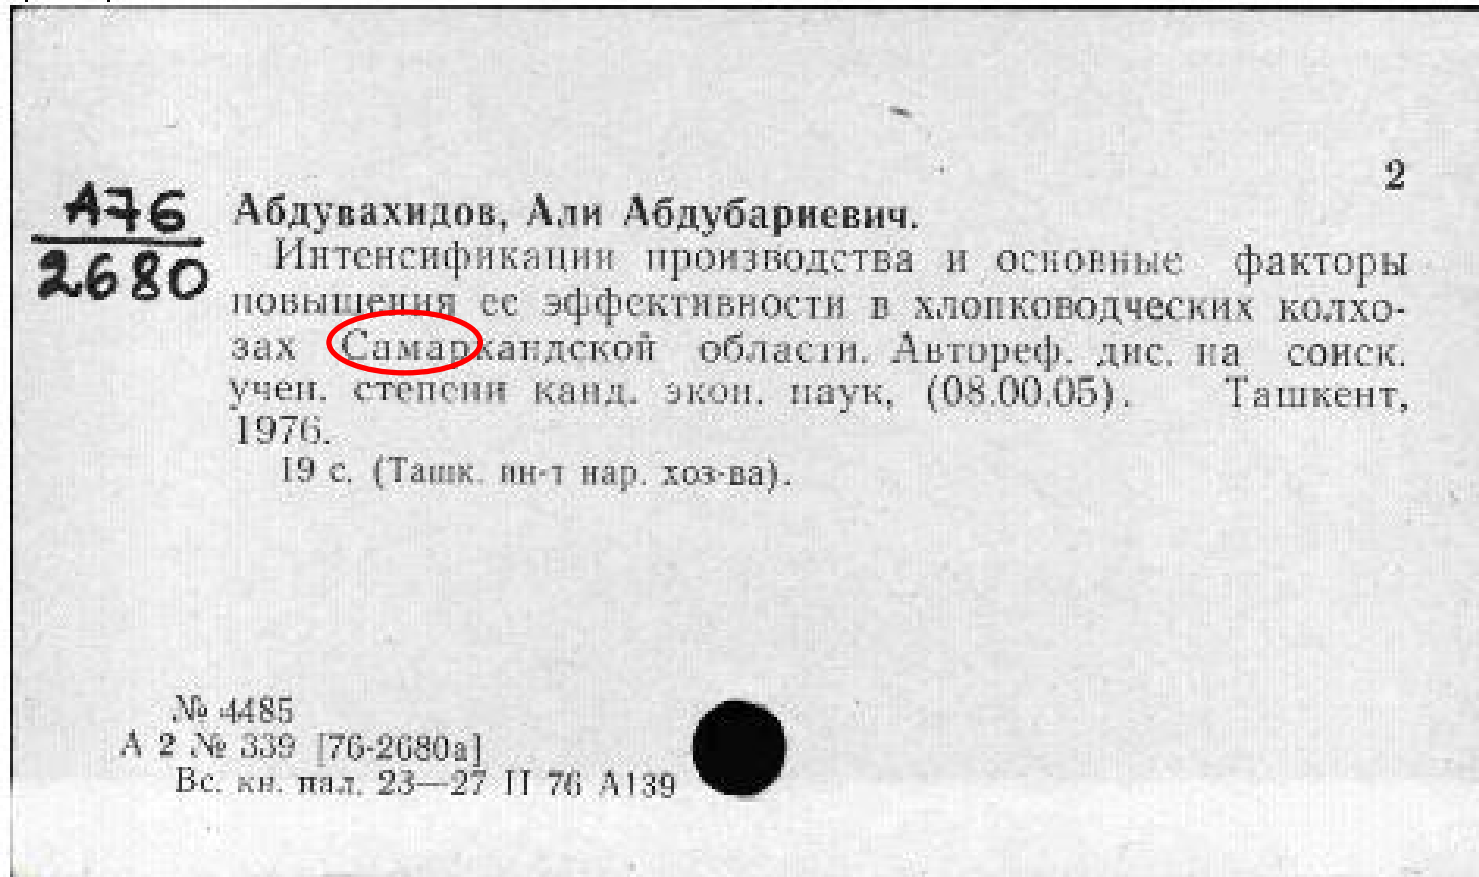 2
А76
2680
Абдувахидов, Али Абдубариевич.
Интенсификация производства и основные факторы
повышения ее эффективности в хлопководческих колхо-
зах Самаркандской области. Автореф. дис. на соиск.
учен. степени канд. экон. наук, (08.00.05). Ташкент,
1976.
19 с. (Ташк. ин-т нар. хоз-ва).
№ 4485
А 2 № 339 [76-2680а]
Вс. кн. пал. 23—27 II 76 А139